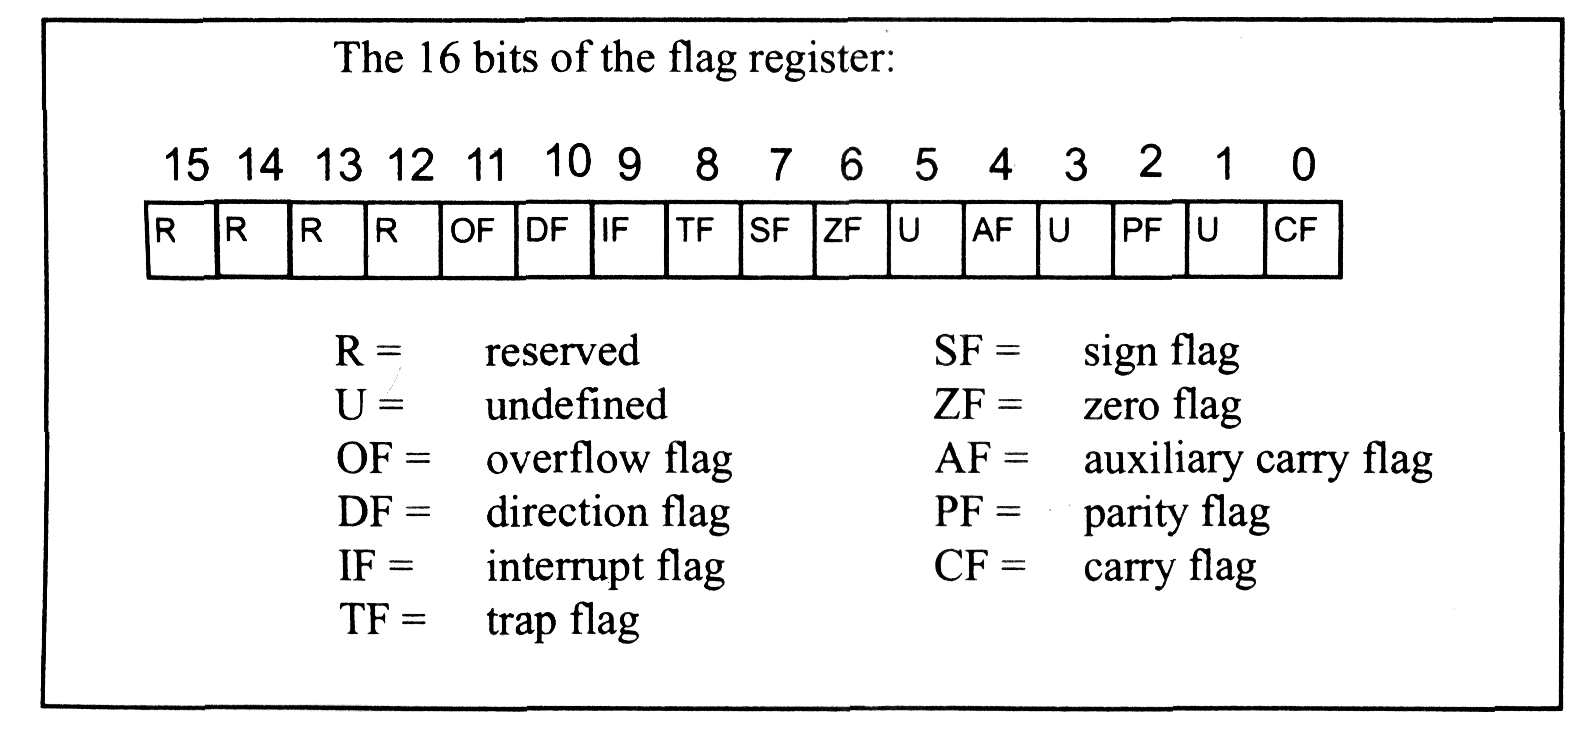 The 16 bits of the flag register:
15 14 13 12 11 10 9 8 7 6 5 4 3 2 1 0
R R R R OF DF IF TF SF ZF U AF U PF U CF
R = reserved SF = sign flag
U = undefined ZF = zero flag
OF = overflow flag AF = auxiliary carry flag
DF = direction flag PF = parity flag
IF = interrupt flag CF = carry flag
TF = trap flag